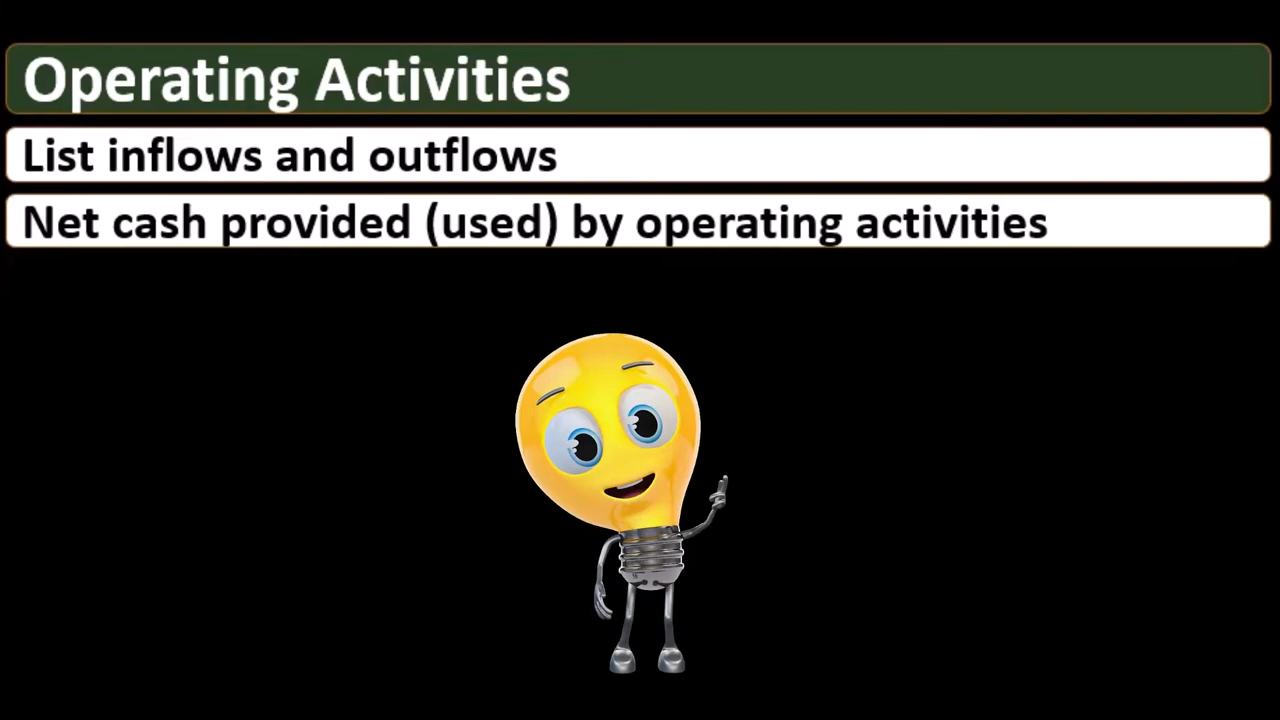 Operating Activities
List inflows and outflows
Net cash provided (used) by operating activities